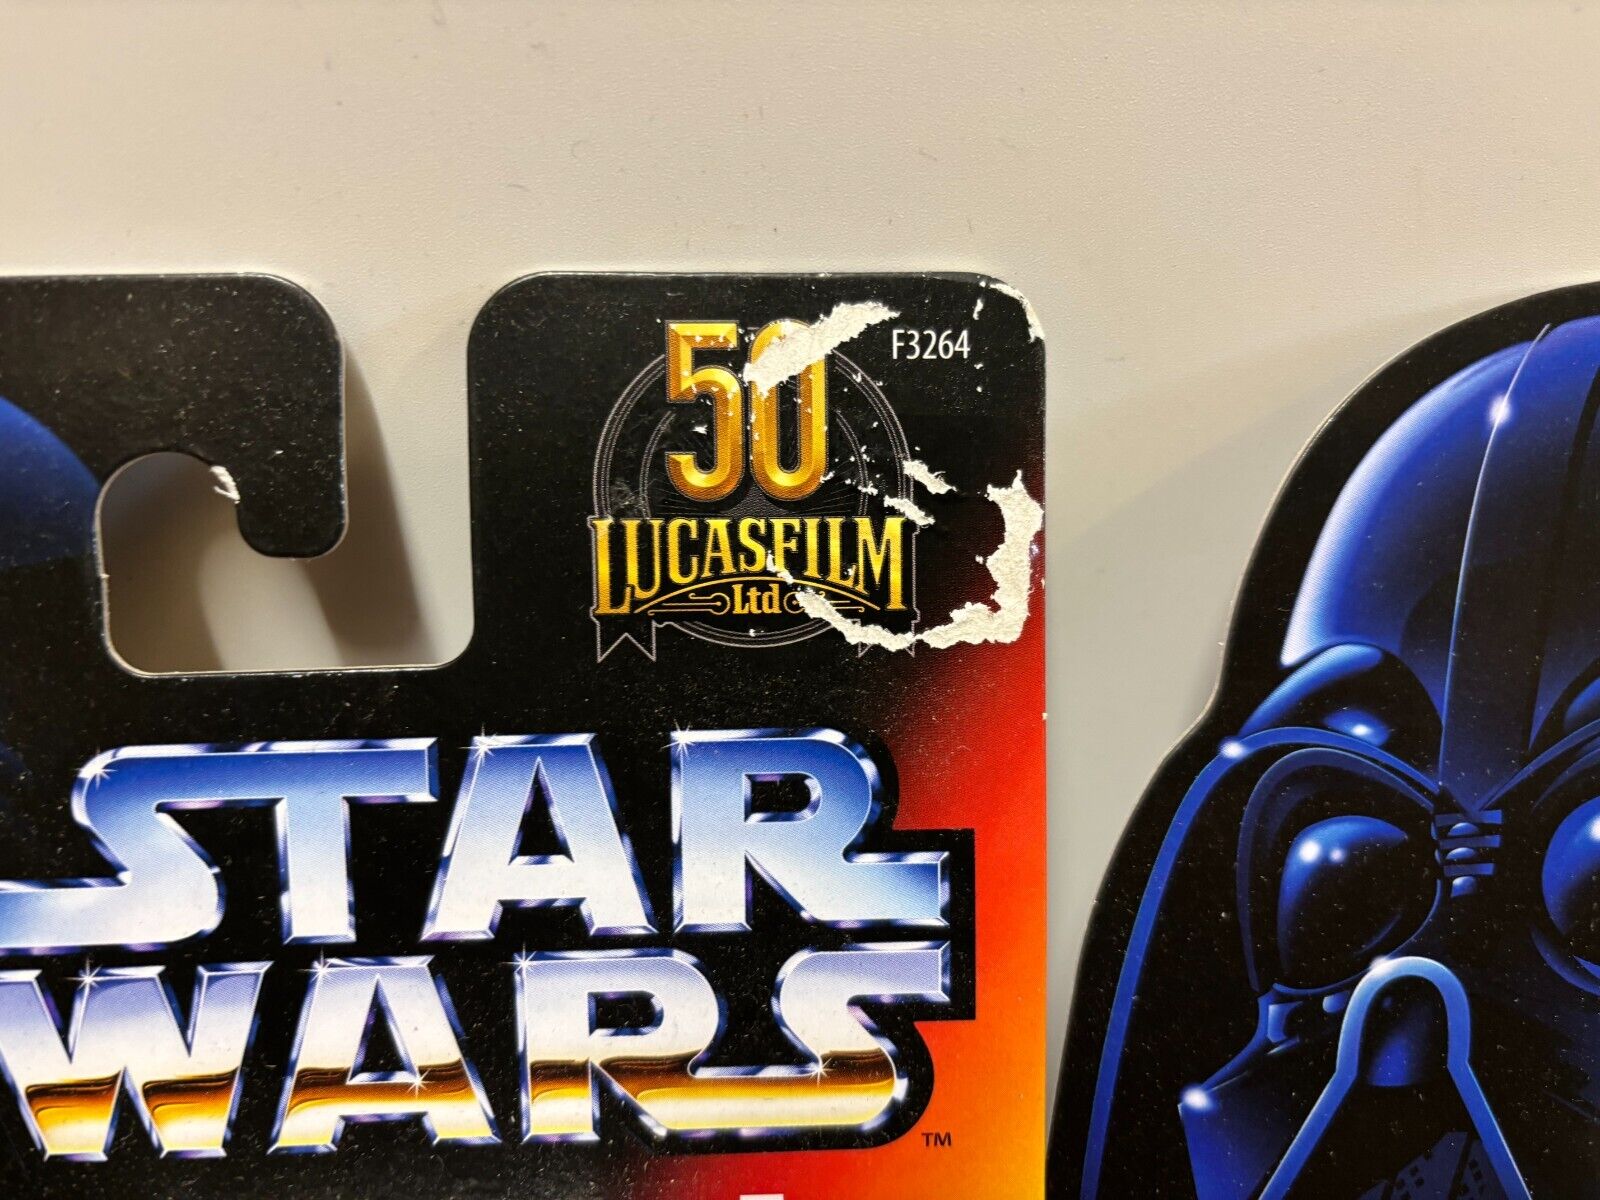 50
F3264
LUCASFILM
Ltd
STAR
WARS
TM